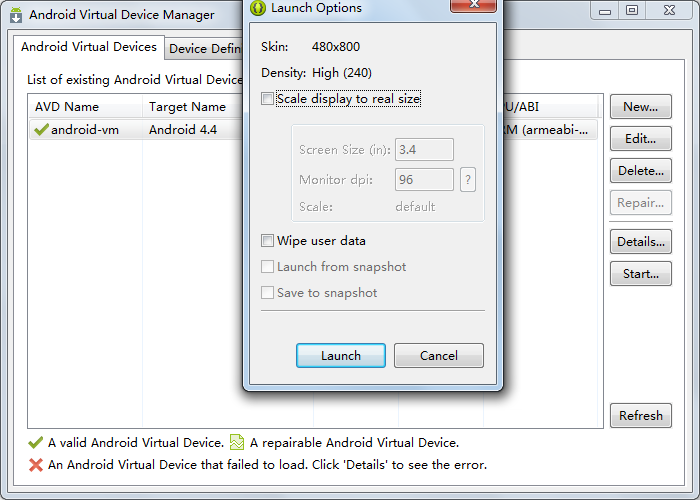 Android Virtual Device Manager
Launch Options
Android Virtual Devices
Device Defin
List of existing Android Virtual Device
AVD Name Target Name PU/ABI
android-vm Android 4.4 RM (armeabi-...
Skin: 480x800
Density: High (240)
Scale display to real size
Screen Size (in): 3.4
Monitor dpi: 96 ?
Scale: default
Wipe user data
Launch from snapshot
Save to snapshot
Launch Cancel
New...
Edit...
Delete...
Repair...
Details...
Start...
Refresh
A valid Android Virtual Device. A repairable Android Virtual Device.
An Android Virtual Device that failed to load. Click 'Details' to see the error.